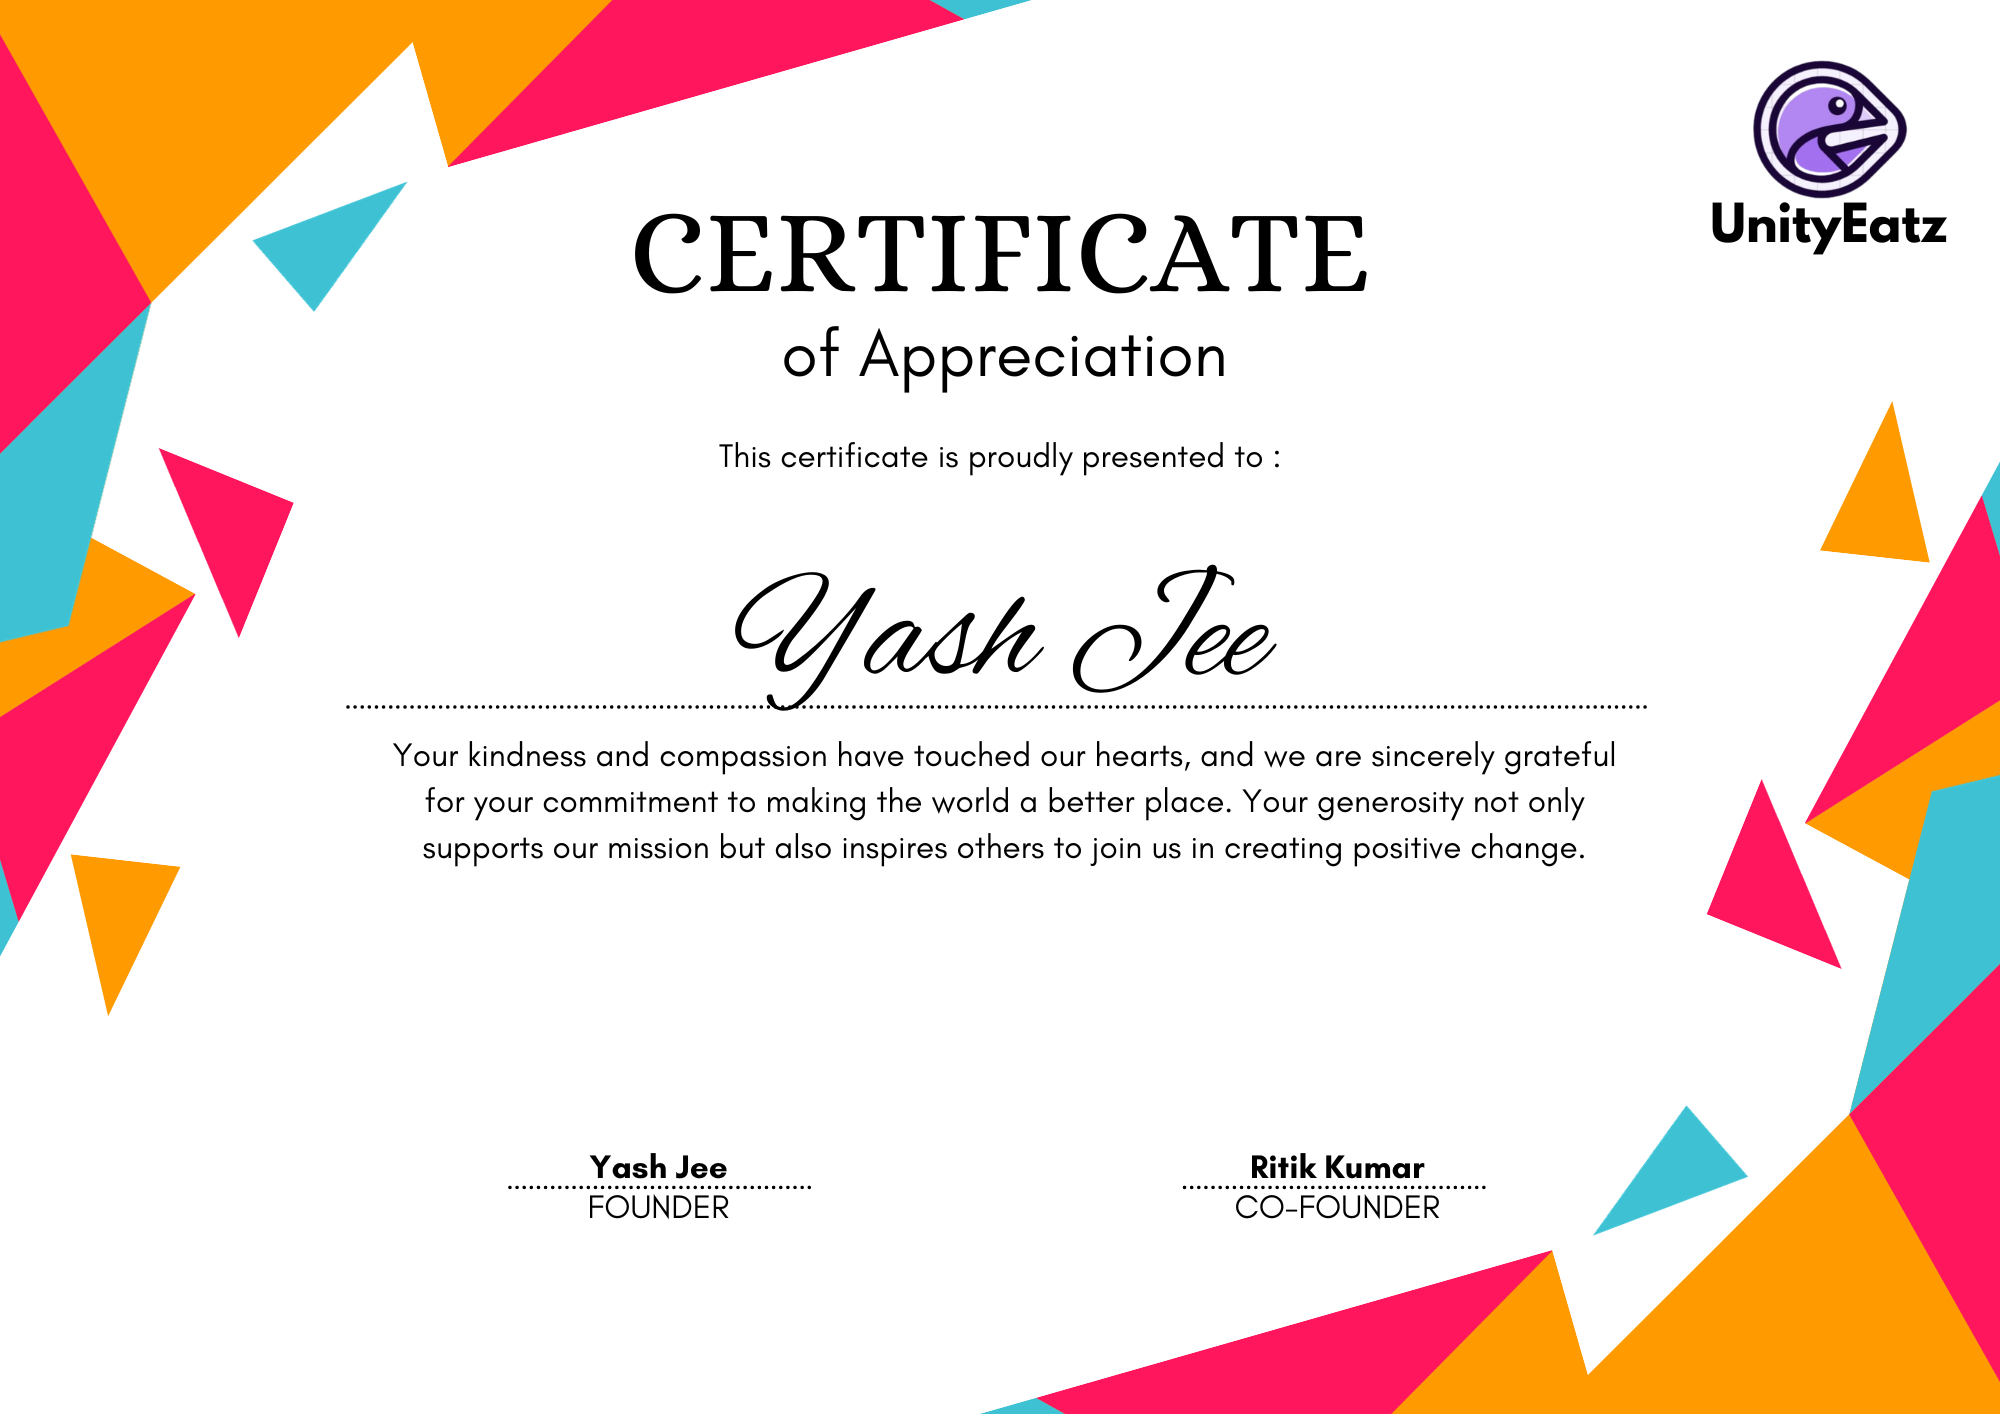 UnityEatz
CERTIFICATE
of Appreciation
This certificate is proudly presented to :
Yash Jee
Your kindness and compassion have touched our hearts, and we are sincerely grateful
for your commitment to making the world a better place. Your generosity not only
supports our mission but also inspires others to join us in creating positive change.
Yash Jee
FOUNDER
Ritik Kumar
CO-FOUNDER